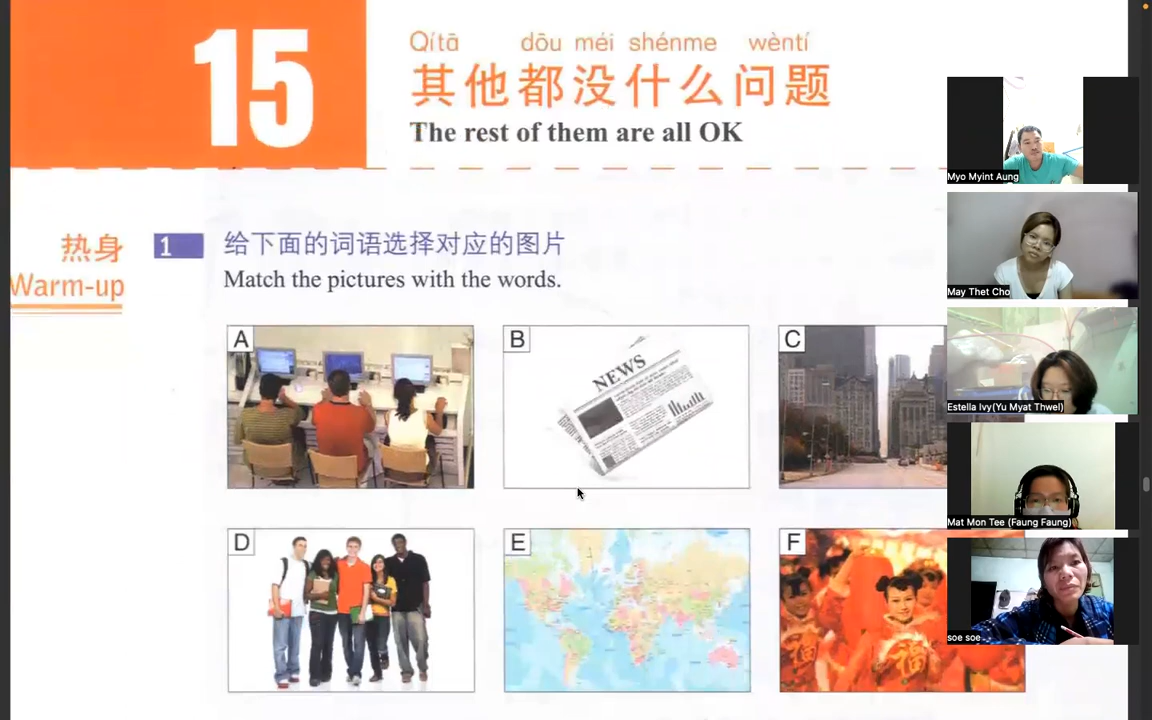 15
Qítā dōu méi shénme wèntí
其他都没什么问题
The rest of them are all OK
热身
Warm-up
1
给下面的词语选择对应的图片
Match the pictures with the words.
A
B
C
NEWS
D
E
F
福
福
Myo Myint Aung
May Thet Cho
Estella Ivy(Yu Myat Thwel)
Mat Mon Tee (Faung Faung)
soe soe